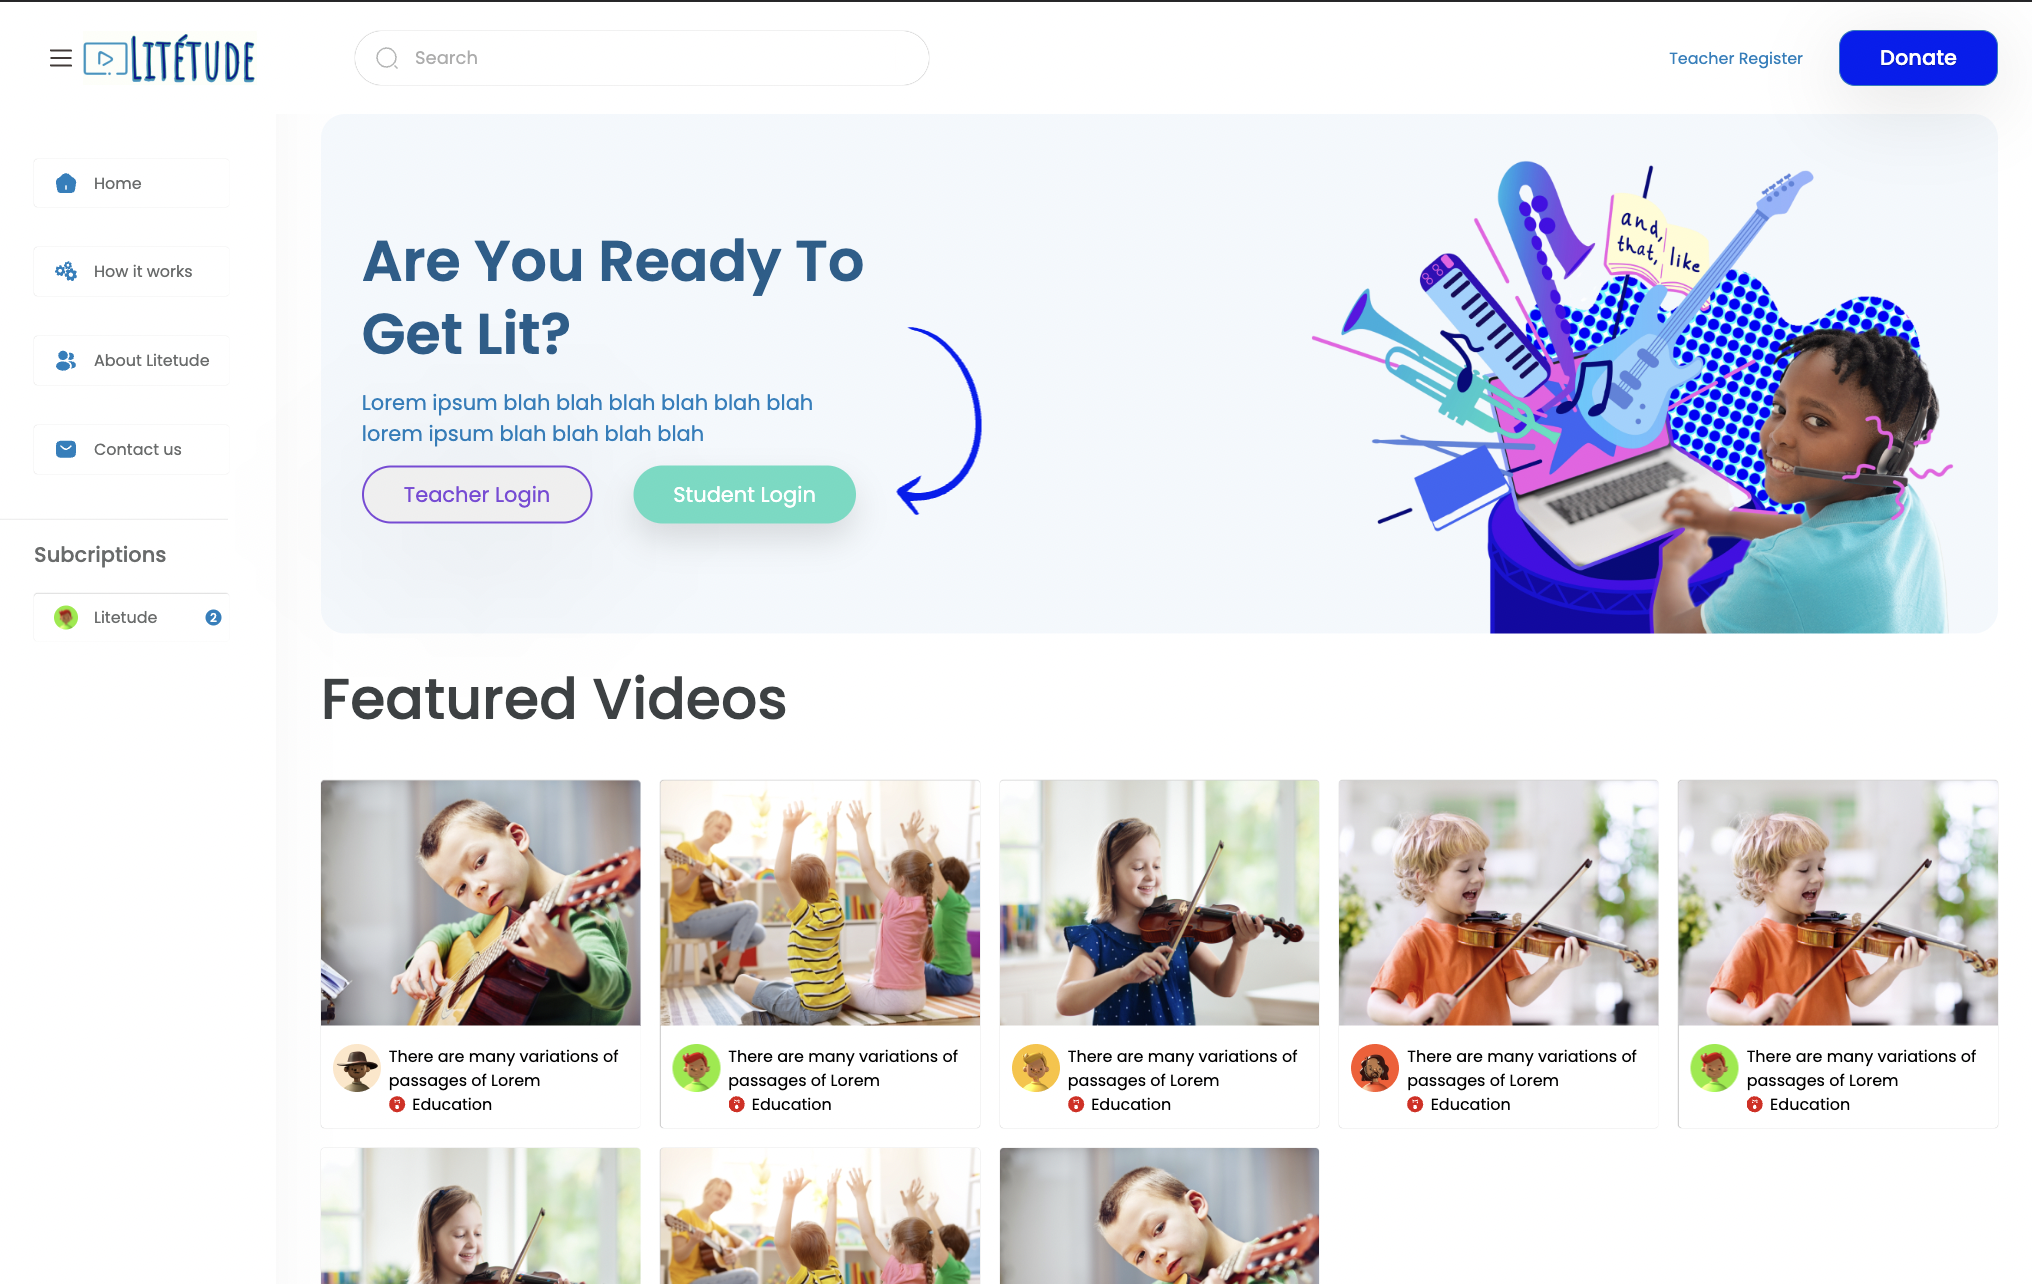 LITÉTUDE
Search
Teacher Register
Donate
Home
How it works
About Litetude
Contact us
Subcriptions
Litetude
2
Are You Ready To
Get Lit?
Lorem ipsum blah blah blah blah blah blah
lorem ipsum blah blah blah blah
Teacher Login
Student Login
and,
that, like
Featured Videos
There are many variations of
passages of Lorem
Education
There are many variations of
passages of Lorem
Education
There are many variations of
passages of Lorem
Education
There are many variations of
passages of Lorem
Education
There are many variations of
passages of Lorem
Education